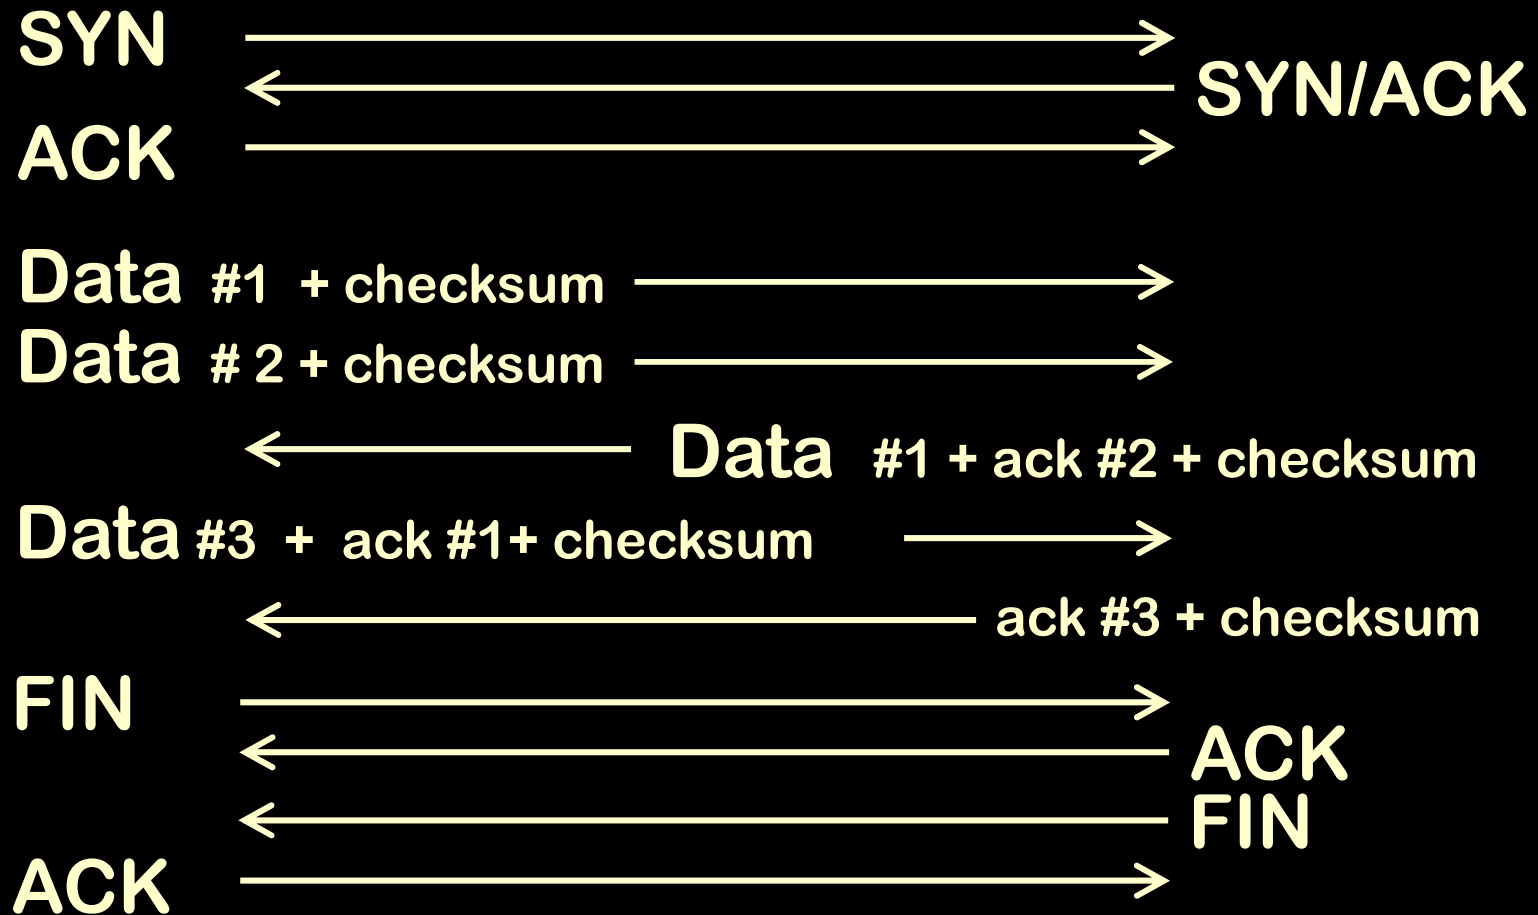 SYN
SYN/ACK
ACK
Data #1 + checksum
Data # 2 + checksum
Data #1 + ack #2 + checksum
Data #3 + ack #1+ checksum
ack #3 + checksum
FIN
ACK
FIN
ACK